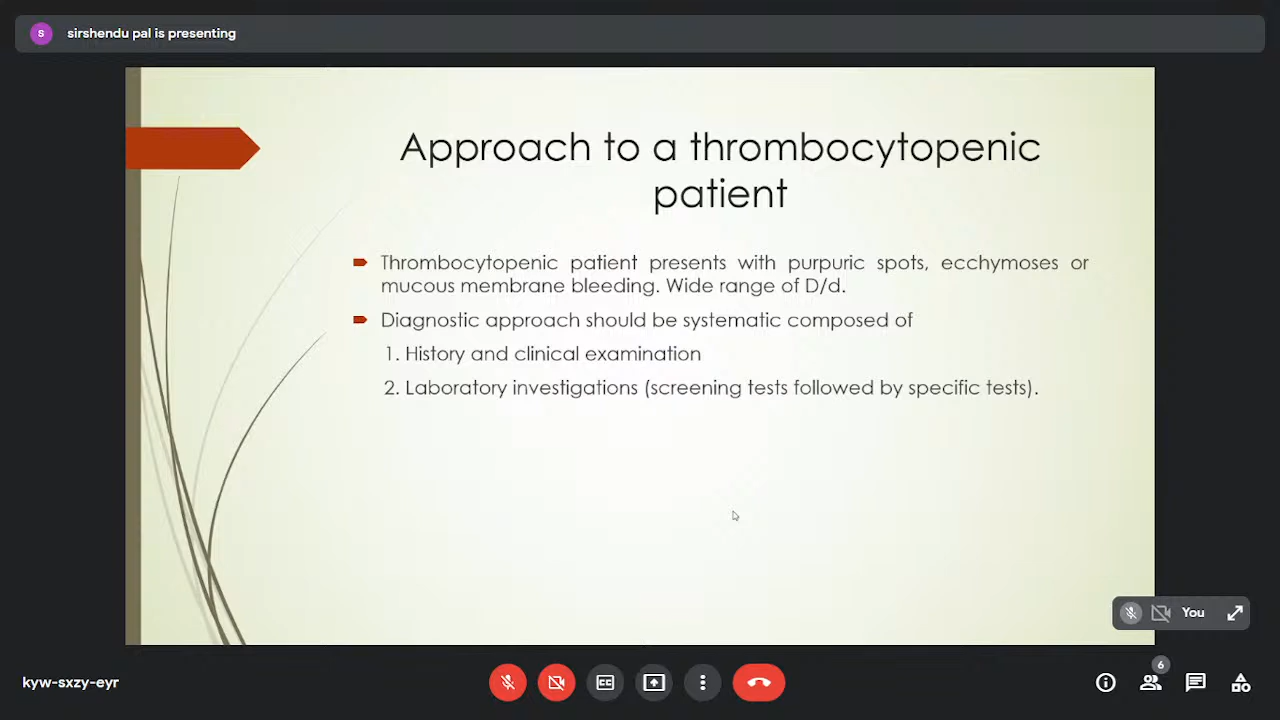 S
sirshendu pal is presenting
Approach to a thrombocytopenic
patient
Thrombocytopenic patient presents with purpuric spots, ecchymoses or
mucous membrane bleeding. Wide range of D/d.
Diagnostic approach should be systematic composed of
1. History and clinical examination
2. Laboratory investigations (screening tests followed by specific tests).
You
kyw-sxzy-eyr
CC
6